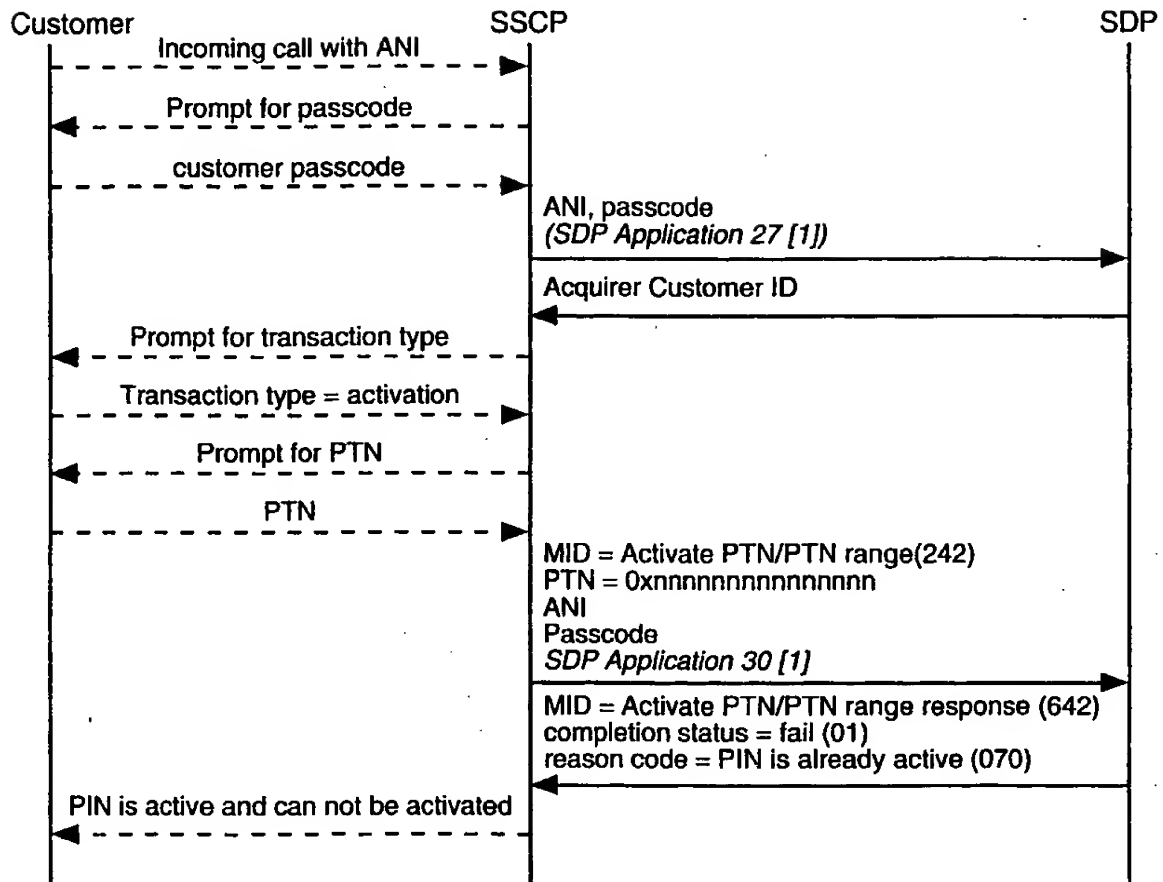 Customer SSCP SDP
Incoming call with ANI
Prompt for passcode
customer passcode
ANI, passcode
(SDP Application 27 [1])
Acquirer Customer ID
Prompt for transaction type
Transaction type = activation
Prompt for PTN
PTN
MID = Activate PTN/PTN range(242)
PTN = 0xnnnnnnnnnnnnnnnn
ANI
Passcode
SDP Application 30 [1]
MID = Activate PTN/PTN range response (642)
completion status = fail (01)
reason code = PIN is already active (070)
PIN is active and can not be activated